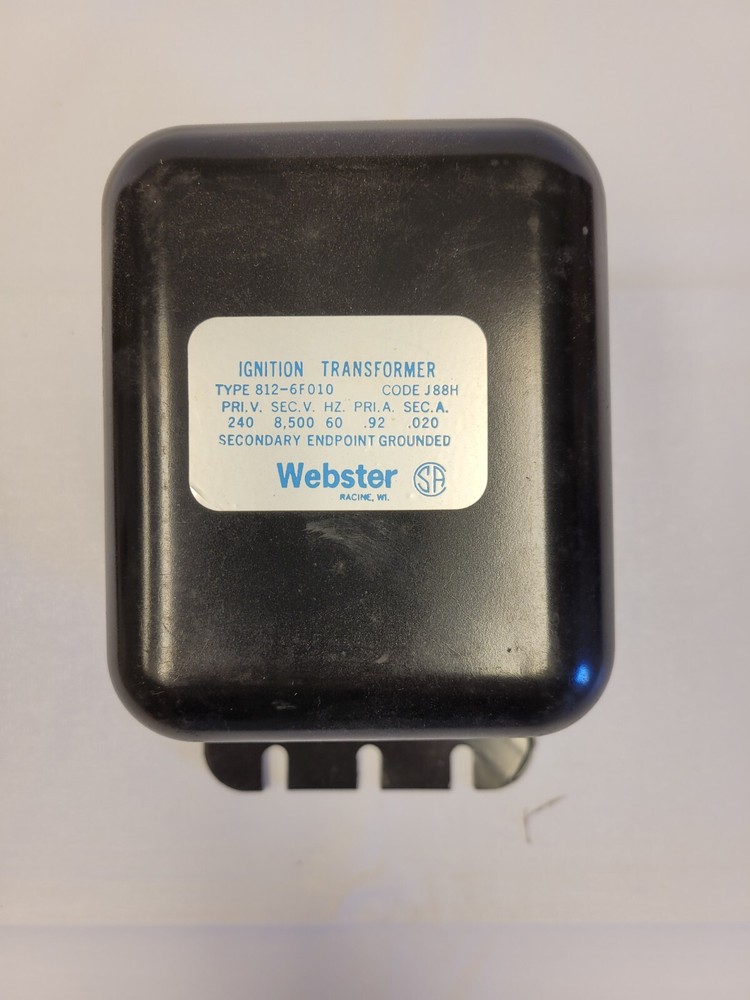 IGNITION TRANSFORMER
TYPE 812-6F010 CODE J88H
PRI.V. SEC.V. HZ. PRI.A. SEC.A.
240 8,500 60 .92 .020
SECONDARY ENDPOINT GROUNDED
Webster SA
RACINE, WI.